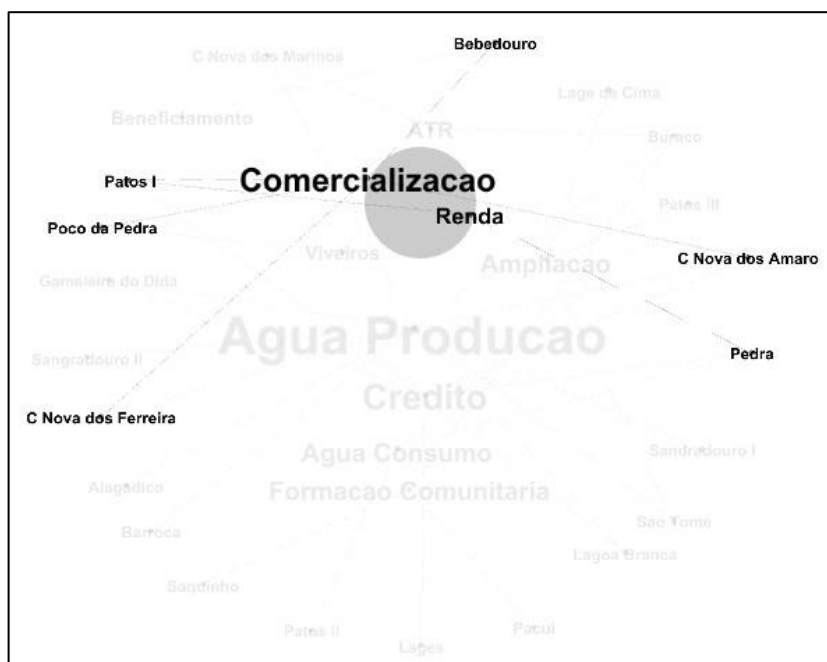 Bebedouro
C Nova dos Marinos
Lage de Cima
Beneficiamento
ATR
Buraco
Patos I
Comercializacao
Patos III
Renda
Poco da Pedra
Viveiros
Ampliacao
C Nova dos Amaro
Gameleira do Dida
Agua Producao
Sangradouro II
Pedra
Credito
C Nova dos Ferreira
Agua Consumo
Sandradouro I
Alagadico
Formacao Comunitaria
Barroca
Sao Tome
Lagoa Branca
Saquinho
Patos II
Pacui
Lages